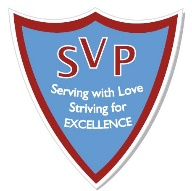 SVP
Serving with Love
Striving for
EXCELLENCE